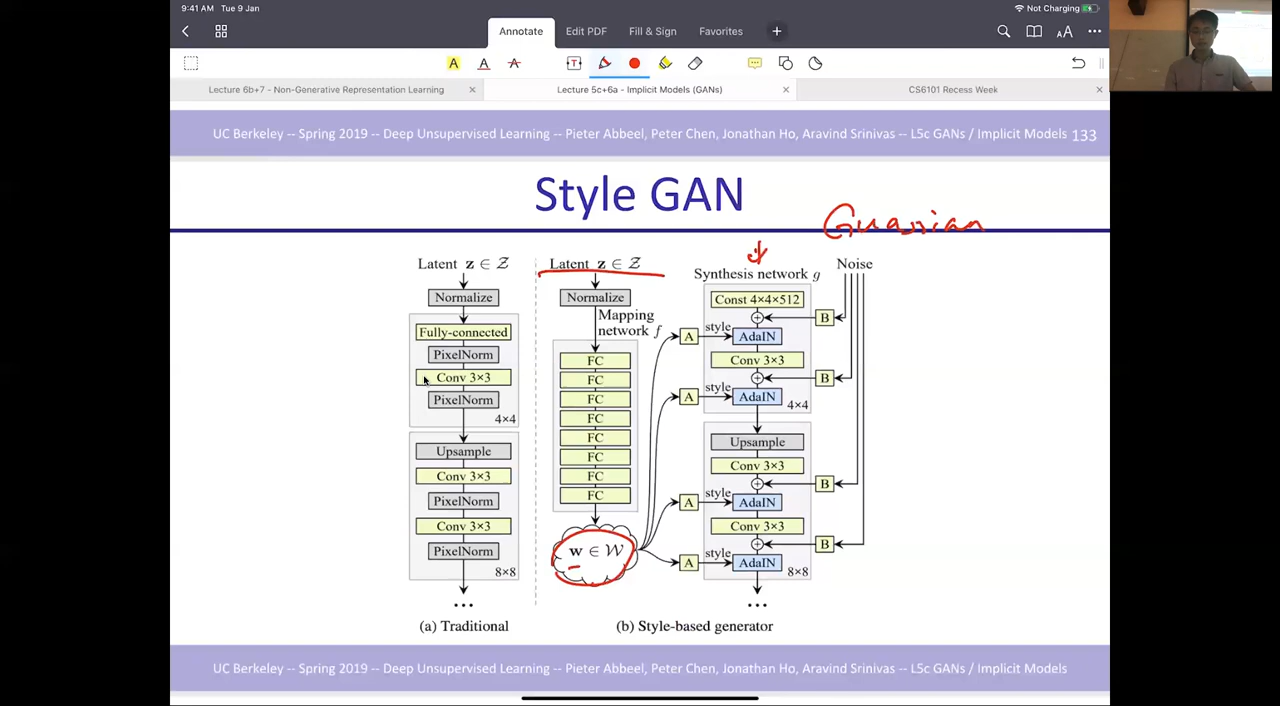 9:41 AM Tue 9 Jan
Not Charging
Annotate Edit PDF Fill & Sign Favorites +
A A A T AA
Lecture 6b+7 - Non-Generative Representation Learning × Lecture 5c+6a - Implicit Models (GANs) × CS6101 Recess Week ×
UC Berkeley -- Spring 2019 -- Deep Unsupervised Learning -- Pieter Abbeel, Peter Chen, Jonathan Ho, Aravind Srinivas -- L5c GANs / Implicit Models 133
Style GAN
Guassian
Latent z ∈ Z
Normalize
Fully-connected
PixelNorm
Conv 3×3
PixelNorm
4×4
Upsample
Conv 3×3
PixelNorm
Conv 3×3
PixelNorm
8×8
...
(a) Traditional
Latent z ∈ Z
Normalize
Mapping
network f
FC
FC
FC
FC
FC
FC
FC
FC
w ∈ W
A
A
A
A
style
style
style
style
Synthesis network g
Const 4×4×512
AdaIN
Conv 3×3
AdaIN
4×4
Upsample
Conv 3×3
AdaIN
Conv 3×3
AdaIN
8×8
...
Noise
B
B
B
B
(b) Style-based generator
UC Berkeley -- Spring 2019 -- Deep Unsupervised Learning -- Pieter Abbeel, Peter Chen, Jonathan Ho, Aravind Srinivas -- L5c GANs / Implicit Models